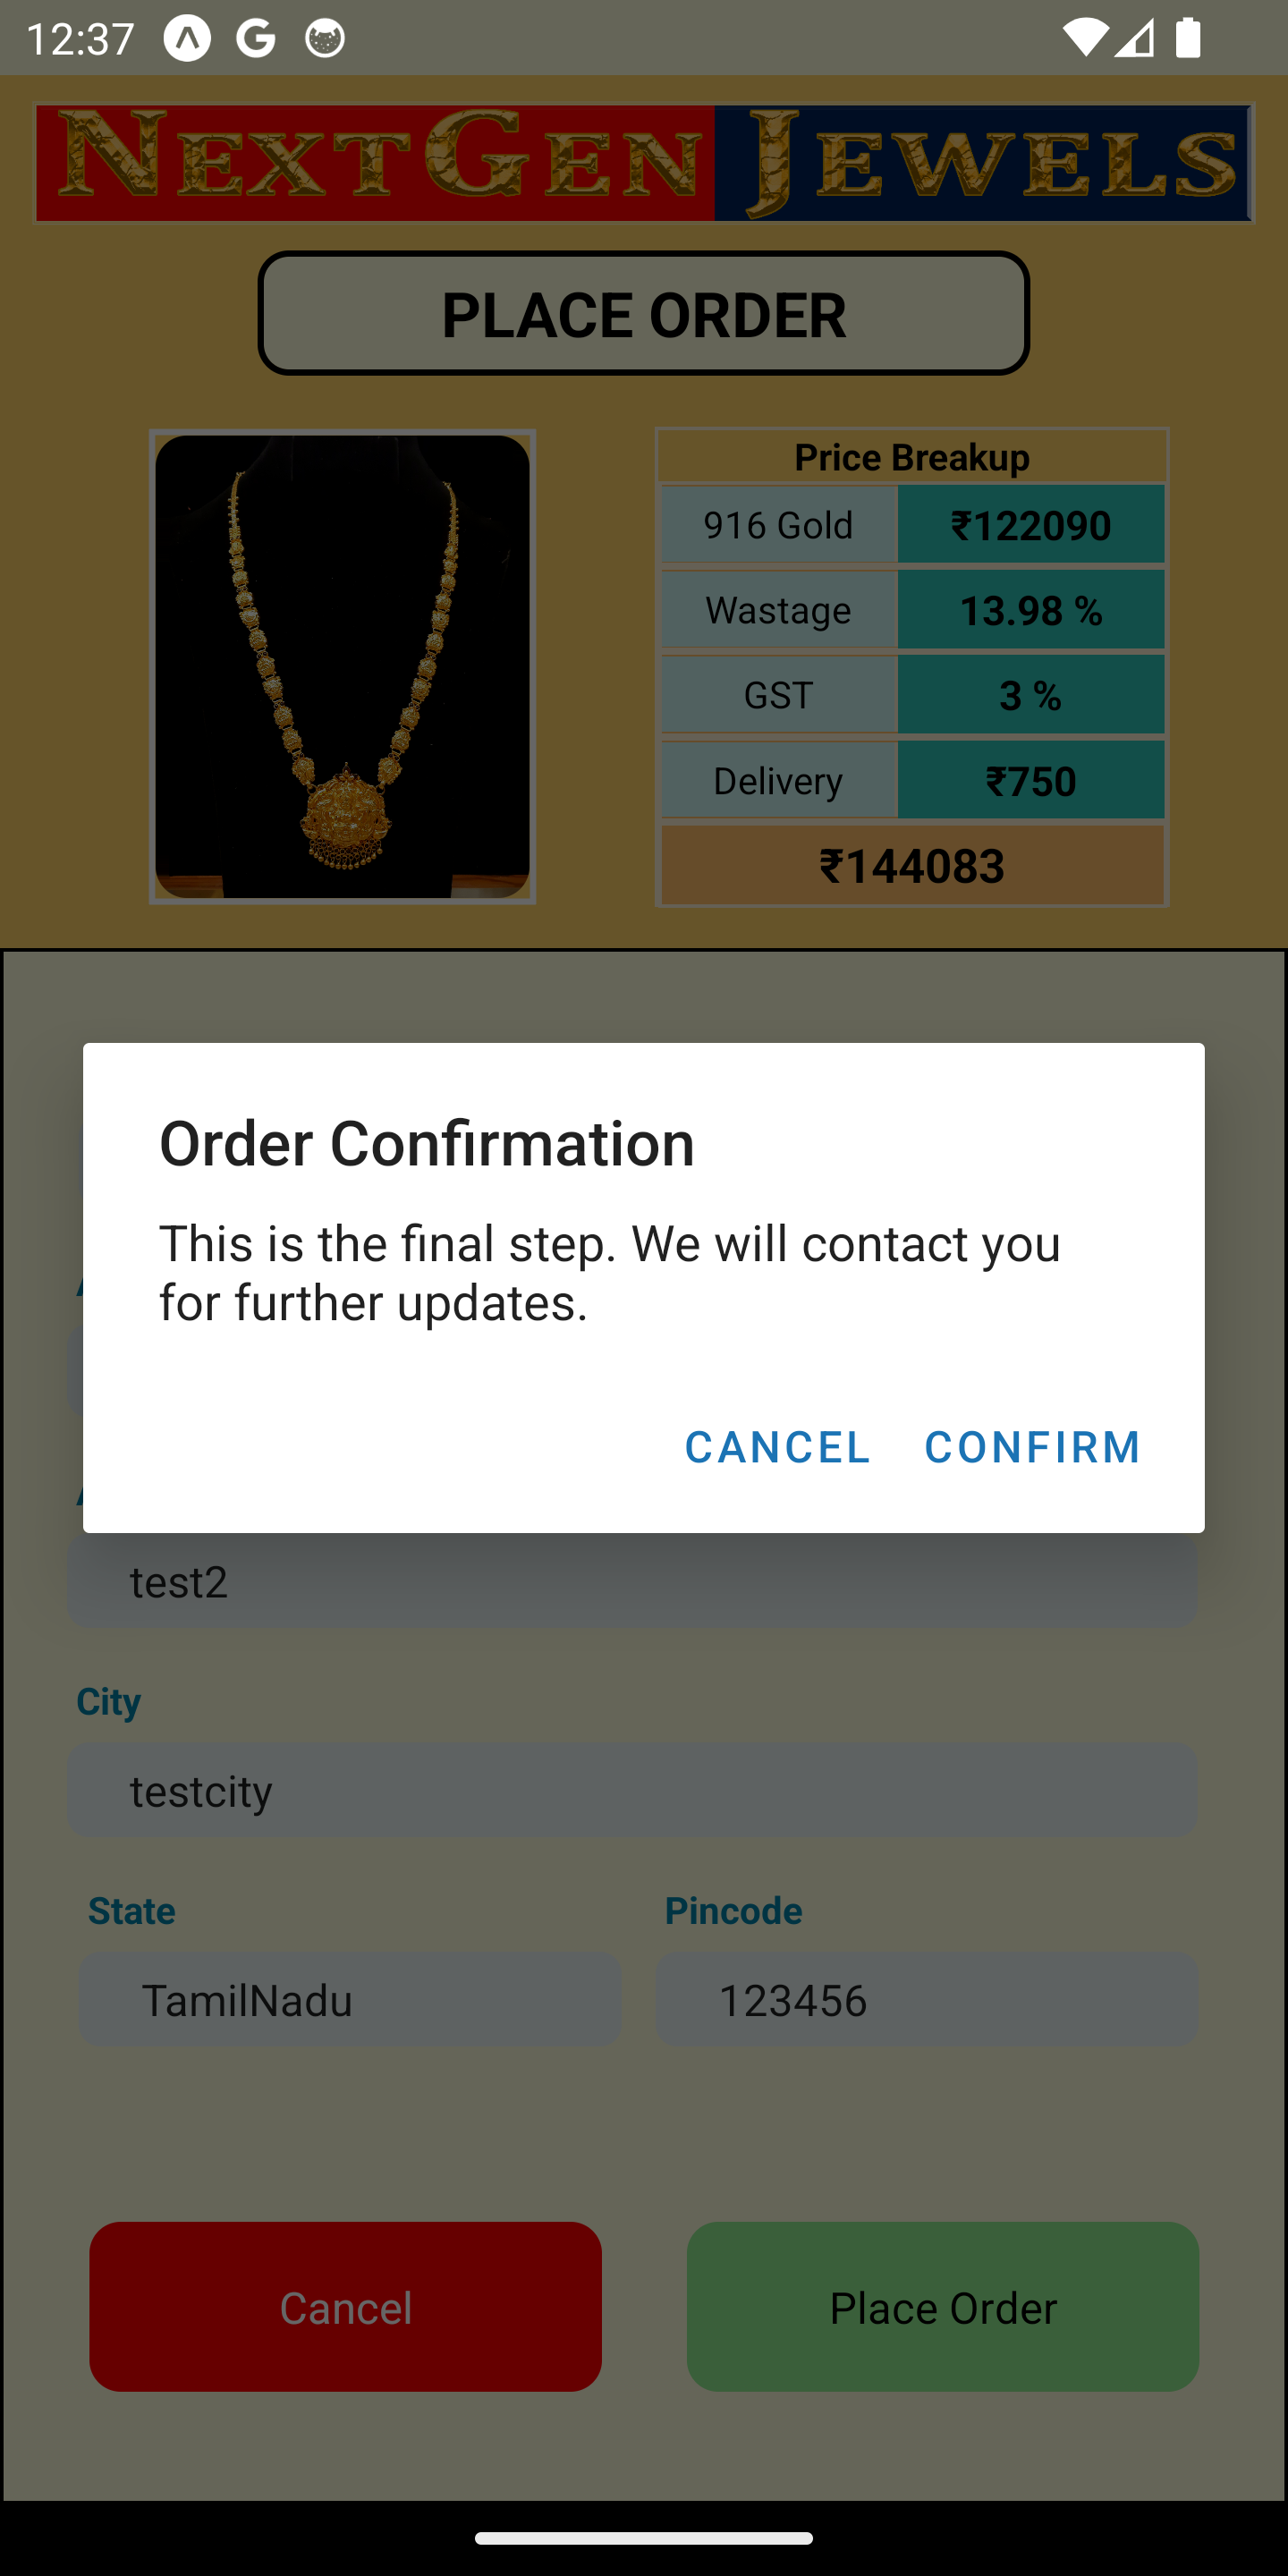 12:37
NEXTGEN JEWELS
PLACE ORDER
Price Breakup
916 Gold ₹122090
Wastage 13.98 %
GST 3 %
Delivery ₹750
₹144083
Order Confirmation
This is the final step. We will contact you
for further updates.
CANCEL CONFIRM
test2
City
testcity
State Pincode
TamilNadu 123456
Cancel Place Order